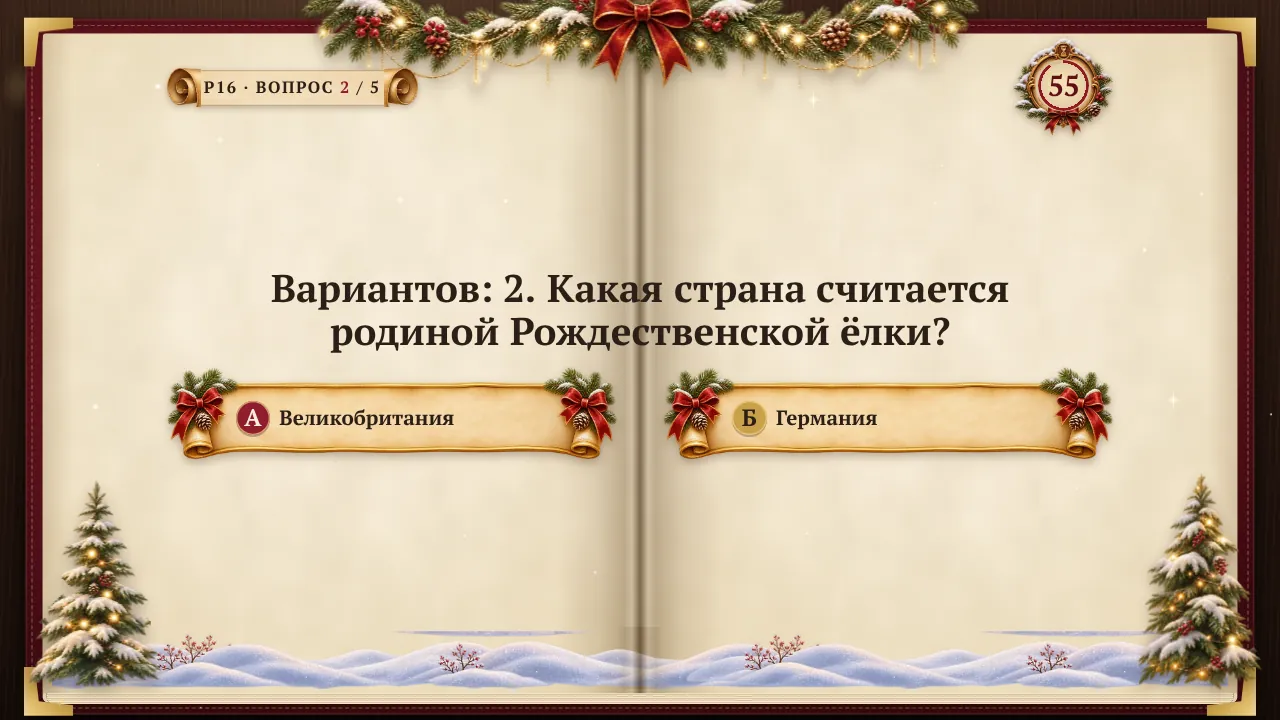 Р16 · ВОПРОС 2 / 5
55
Вариантов: 2. Какая страна считается
родиной Рождественской ёлки?
А Великобритания
Б Германия